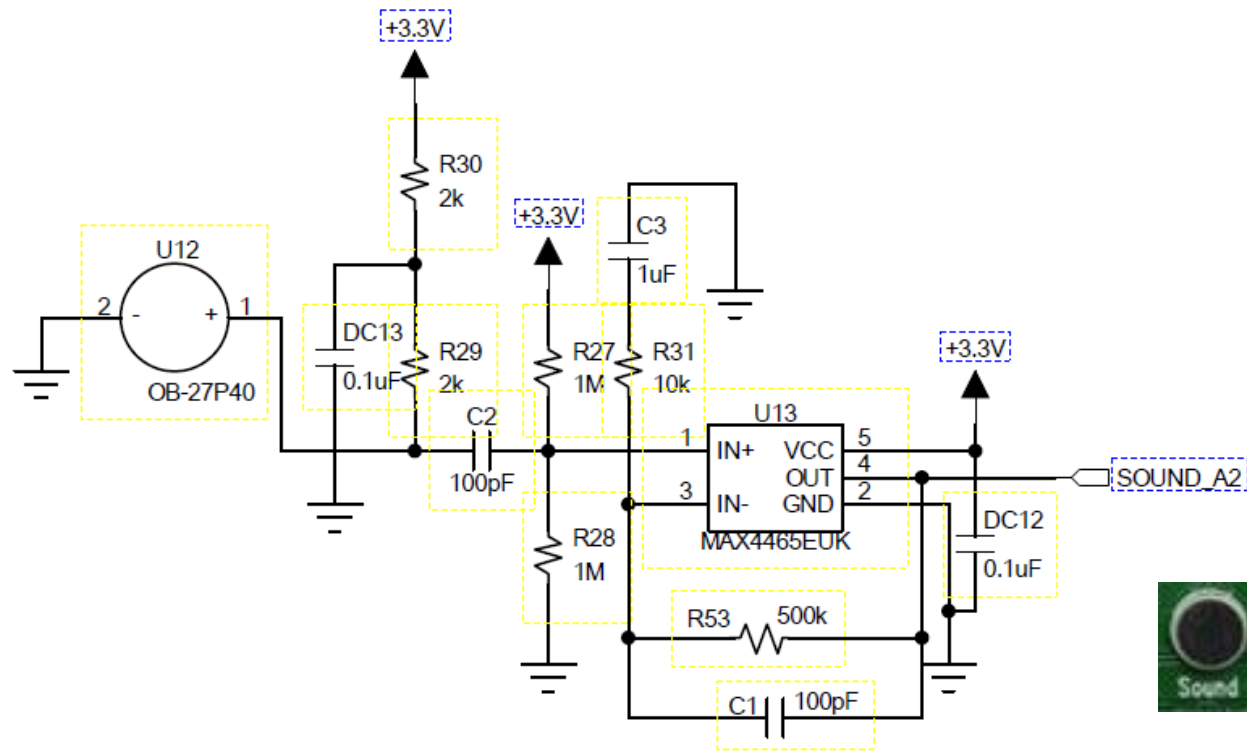 +3.3V
R30
2k
+3.3V
C3
1uF
U12
2
-
+
1
OB-27P40
DC13
0.1uF
R29
2k
R27
1M
R31
10k
+3.3V
C2
100pF
U13
1
IN+
VCC
5
OUT
4
3
IN-
GND
2
MAX4465EUK
SOUND_A2
DC12
0.1uF
R28
1M
R53
500k
C1
100pF
Sound